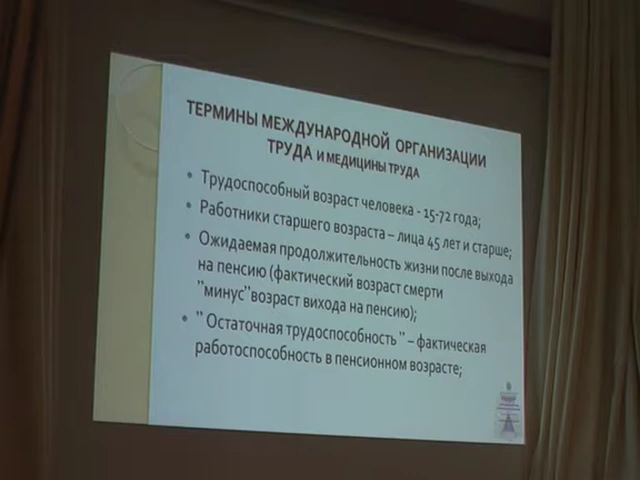 ТЕРМИНЫ МЕЖДУНАРОДНОЙ ОРГАНИЗАЦИИ
ТРУДА И МЕДИЦИНЫ ТРУДА
• Трудоспособный возраст человека - 15-72 года;
• Работники старшего возраста – лица 45 лет и старше;
• Ожидаемая продолжительность жизни после выхода
на пенсию (фактический возраст смерти
"минус"возраст вихода на пенсию);
• " Остаточная трудоспособность " – фактическая
работоспособность в пенсионном возрасте;